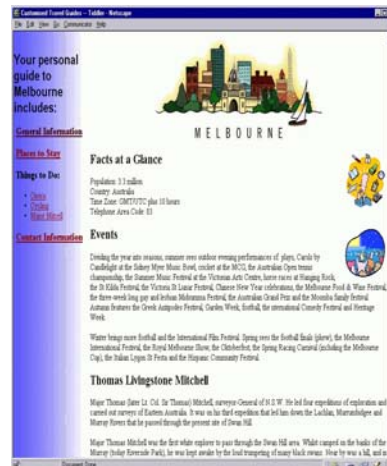 Customised Travel Guides - Tiddler - Netscape
File Edit View Go Communicator Help
Your personal
guide to
Melbourne
includes:
General Information
Places to Stay
Things to Do:
Opera
Cycling
Contact Information
MELBOURNE
Facts at a Glance
Population: 3.3 million
Country: Australia
Time Zone: GMT/UTC plus 10 hours
Telephone Area Code: 03
Events
Dividing the year into seasons, summer sees outdoor evening performances of plays, Carols by
Candlelight at the Sidney Myer Music Bowl, cricket at the MCG, the Australian Open tennis
championship, the Summer Music Festival at the Victorian Arts Centre, horse races at Hanging Rock,
the St Kilda Festival, the Victoria St Lunar Festival, Chinese New Year celebrations, the Melbourne Food & Wine Festival,
the three-week long gay and lesbian Midsumma Festival, the Australian Grand Prix and the Moomba family festival.
Autumn features the Greek Antipodes Festival, Garden Week, football, the international Comedy Festival and Heritage
Week.
Winter brings more football and the International Film Festival. Spring sees the football finals (phew), the Melbourne
International Festival, the Royal Melbourne Show, the Oktoberfest, the Spring Racing Carnival (including the Melbourne
Cup), the Italian Lygon St Festa and the Hispanic Community Festival.
Thomas Livingstone Mitchell
Major Thomas (later Lt. Col. Sir Thomas) Mitchell, surveyor-General of N.S.W. He led four expeditions of exploration and
carried out surveys of Eastern Australia. It was on his third expedition that led him down the Lachlan, Murrumbidgee and
Murray Rivers that he passed through the present site of Swan Hill.
Major Thomas Mitchell was the first white explorer to pass through the Swan Hill area. Whilst camped on the banks of the
Murray (today Riverside Park), he was kept awake by the loud trumpeting of many black swans. Near by was a hill, and so
Document: Done